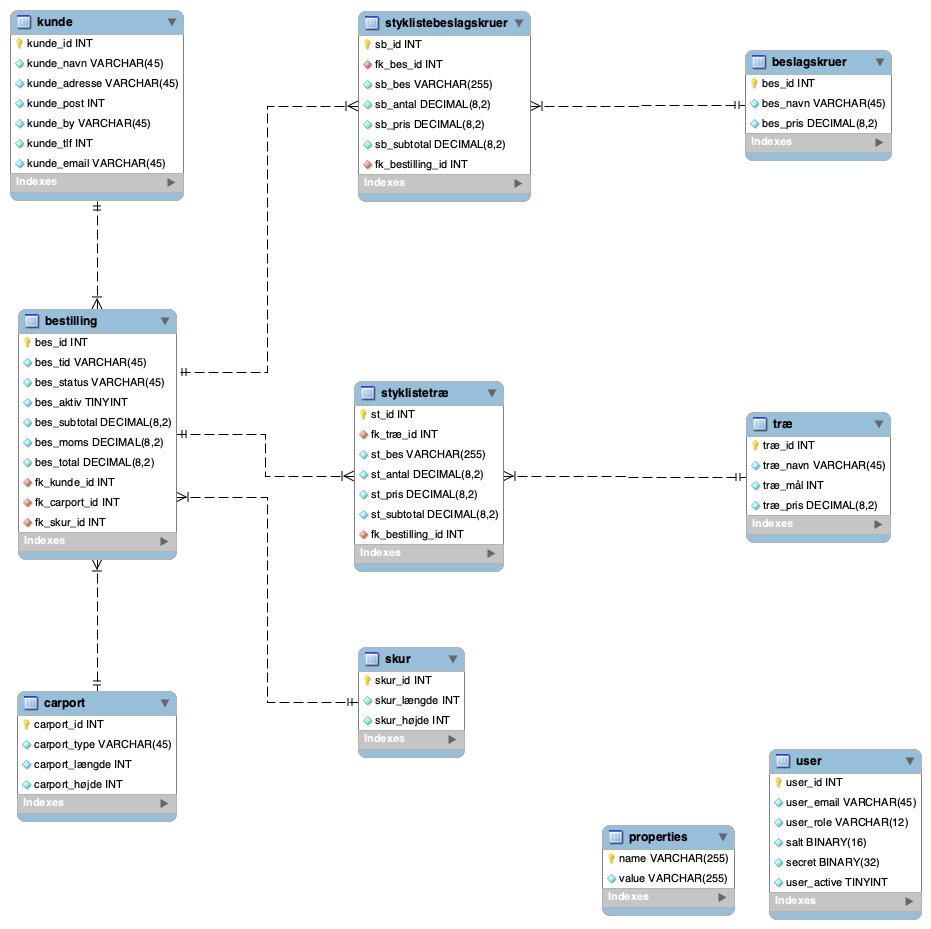 kunde
kunde_id INT
kunde_navn VARCHAR(45)
kunde_adresse VARCHAR(45)
kunde_post INT
kunde_by VARCHAR(45)
kunde_tlf INT
kunde_email VARCHAR(45)
Indexes
styklistebeslagskruer
sb_id INT
fk_bes_id INT
sb_bes VARCHAR(255)
sb_antal DECIMAL(8,2)
sb_pris DECIMAL(8,2)
sb_subtotal DECIMAL(8,2)
fk_bestilling_id INT
Indexes
beslagskruer
bes_id INT
bes_navn VARCHAR(45)
bes_pris DECIMAL(8,2)
Indexes
bestilling
bes_id INT
bes_tid VARCHAR(45)
bes_status VARCHAR(45)
bes_aktiv TINYINT
bes_subtotal DECIMAL(8,2)
bes_moms DECIMAL(8,2)
bes_total DECIMAL(8,2)
fk_kunde_id INT
fk_carport_id INT
fk_skur_id INT
Indexes
styklistetræ
st_id INT
fk_træ_id INT
st_bes VARCHAR(255)
st_antal DECIMAL(8,2)
st_pris DECIMAL(8,2)
st_subtotal DECIMAL(8,2)
fk_bestilling_id INT
Indexes
træ
træ_id INT
træ_navn VARCHAR(45)
træ_mål INT
træ_pris DECIMAL(8,2)
Indexes
skur
skur_id INT
skur_længde INT
skur_højde INT
Indexes
carport
carport_id INT
carport_type VARCHAR(45)
carport_længde INT
carport_højde INT
Indexes
properties
name VARCHAR(255)
value VARCHAR(255)
Indexes
user
user_id INT
user_email VARCHAR(45)
user_role VARCHAR(12)
salt BINARY(16)
secret BINARY(32)
user_active TINYINT
Indexes